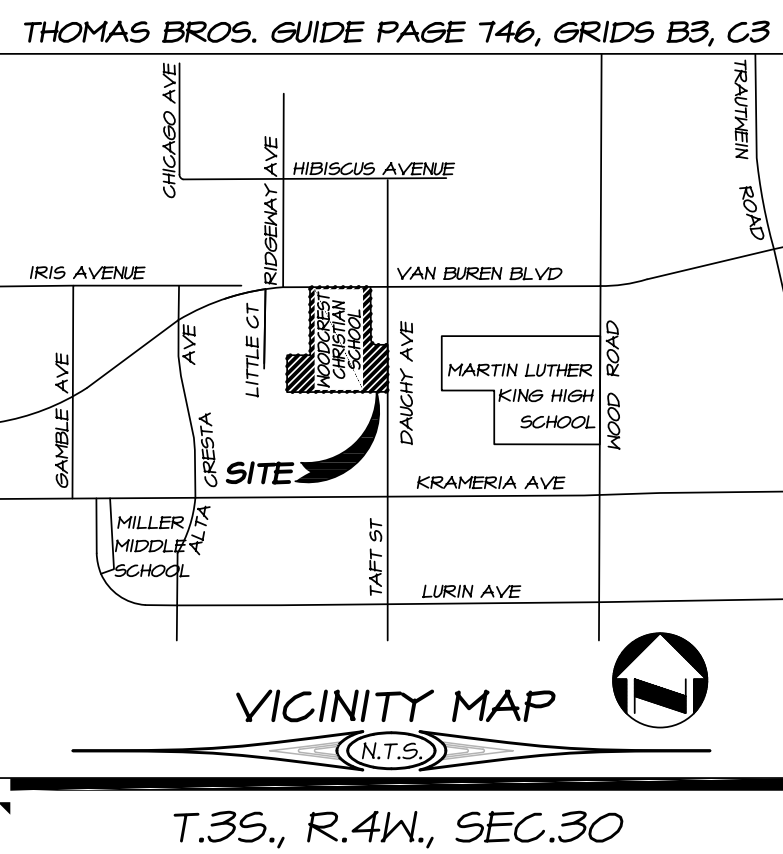 THOMAS BROS. GUIDE PAGE 746, GRIDS B3, C3
CHICAGO AVE
TRAUTWEIN ROAD
RIDGEWAY AVE
HIBISCUS AVENUE
IRIS AVENUE
VAN BUREN BLVD
LITTLE CT
WOODCREST
CHRISTIAN
SCHOOL
GAMBLE AVE
ALTA CRESTA AVE
DAUCHY AVE
MARTIN LUTHER
KING HIGH
SCHOOL
WOOD ROAD
SITE
KRAMERIA AVE
MILLER
MIDDLE
SCHOOL
TAFT ST
LURIN AVE
N
VICINITY MAP
N.T.S.
T.3S., R.4W., SEC.30